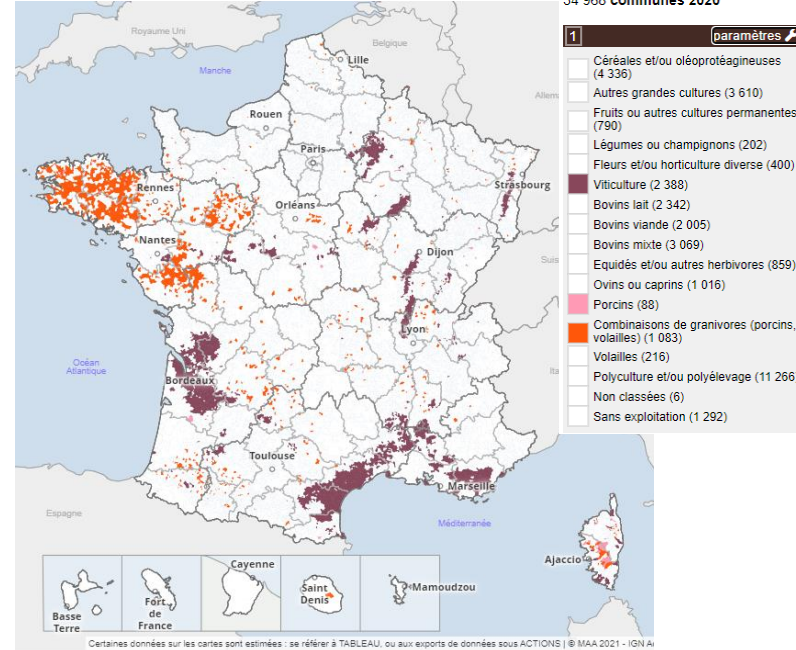 34 968 communes 2020
1
paramètres
Céréales et/ou oléoprotéagineuses
(4 336)
Autres grandes cultures (3 610)
Fruits ou autres cultures permanentes
(790)
Légumes ou champignons (202)
Fleurs et/ou horticulture diverse (400)
Viticulture (2 388)
Bovins lait (2 342)
Bovins viande (2 005)
Bovins mixte (3 069)
Equidés et/ou autres herbivores (859)
Ovins ou caprins (1 016)
Porcins (88)
Combinaisons de granivores (porcins,
volailles) (1 083)
Volailles (216)
Polyculture et/ou polyélevage (11 266
Non classées (6)
Sans exploitation (1 292)
Royaume Uni
Belgique
Lille
Manche
Allem
Rouen
Paris
Strasbourg
Rennes
Orléans
Nantes
Dijon
Suis
Lyon
Océan
Atlantique
Ita
Bordeaux
Toulouse
Marseille
Espagne
Méditerranée
Ajaccio
Cayenne
Saint
Denis
Mamoudzou
Fort
de
France
Basse
Terre
Certaines données sur les cartes sont estimées : se référer à TABLEAU, ou aux exports de données sous ACTIONS | © MAA 2021 - IGN A